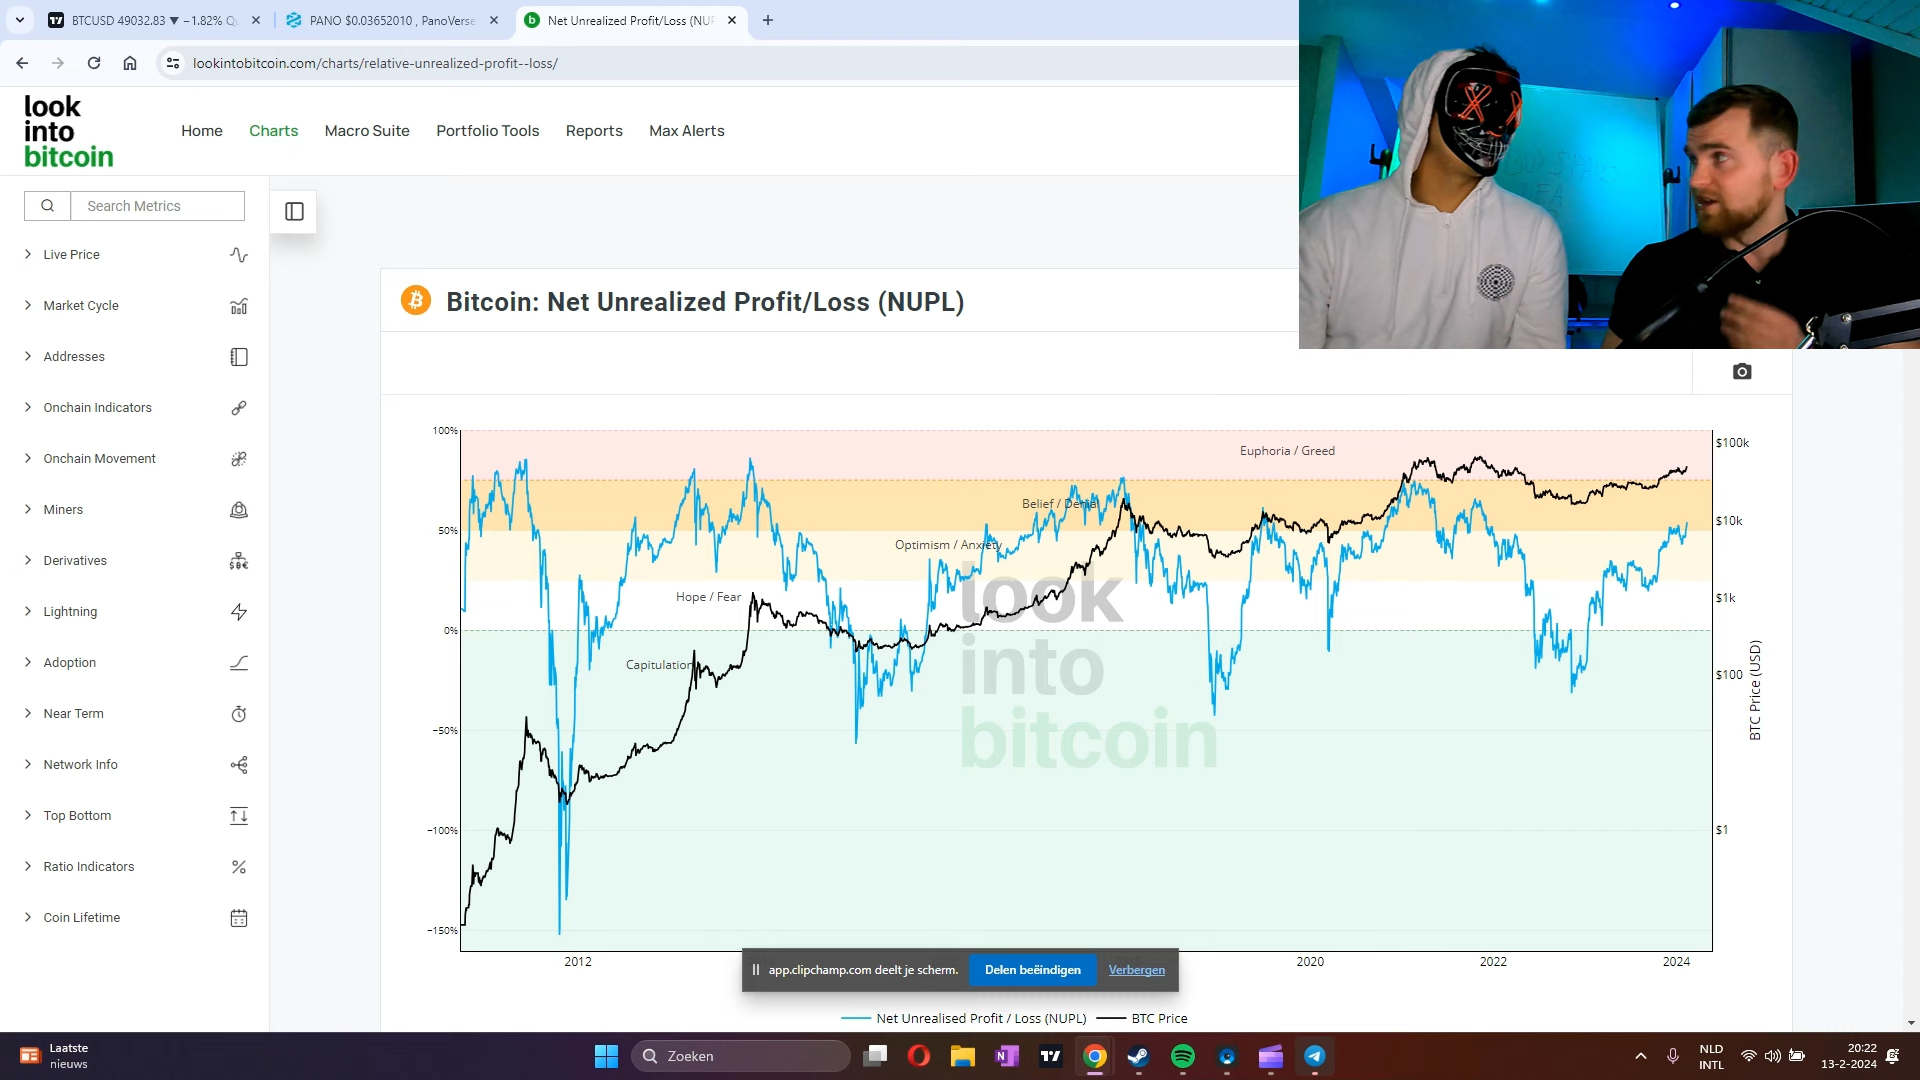 BTCUSD 49032.83 ▼ −1.82%
PANO $0.03652010 , PanoVerse
Net Unrealized Profit/Loss (NUP
lookintobitcoin.com/charts/relative-unrealized-profit--loss/
look
into
bitcoin
Home
Charts
Macro Suite
Portfolio Tools
Reports
Max Alerts
Search Metrics
Live Price
Market Cycle
Addresses
Onchain Indicators
Onchain Movement
Miners
Derivatives
Lightning
Adoption
Near Term
Network Info
Top Bottom
Ratio Indicators
Coin Lifetime
Bitcoin: Net Unrealized Profit/Loss (NUPL)
100%
50%
0%
−50%
−100%
−150%
Euphoria / Greed
Belief / Denial
Optimism / Anxiety
Hope / Fear
Capitulation
look
into
bitcoin
$100k
$10k
$1k
$100
$1
BTC Price (USD)
2012
2020
2022
2024
app.clipchamp.com deelt je scherm.
Delen beëindigen
Verbergen
Net Unrealised Profit / Loss (NUPL)
BTC Price
Laatste
nieuws
Zoeken
NLD
INTL
20:22
13-2-2024